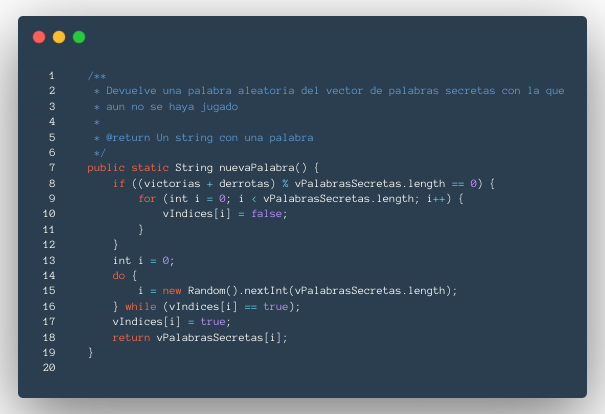 1 /**
2  * Devuelve una palabra aleatoria del vector de palabras secretas con la que
3  * aun no se haya jugado
4  *
5  * @return Un string con una palabra
6  */
7 public static String nuevaPalabra() {
8     if ((victorias + derrotas) % vPalabrasSecretas.length == 0) {
9         for (int i = 0; i < vPalabrasSecretas.length; i++) {
10             vIndices[i] = false;
11         }
12     }
13     int i = 0;
14     do {
15         i = new Random().nextInt(vPalabrasSecretas.length);
16     } while (vIndices[i] == true);
17     vIndices[i] = true;
18     return vPalabrasSecretas[i];
19 }
20